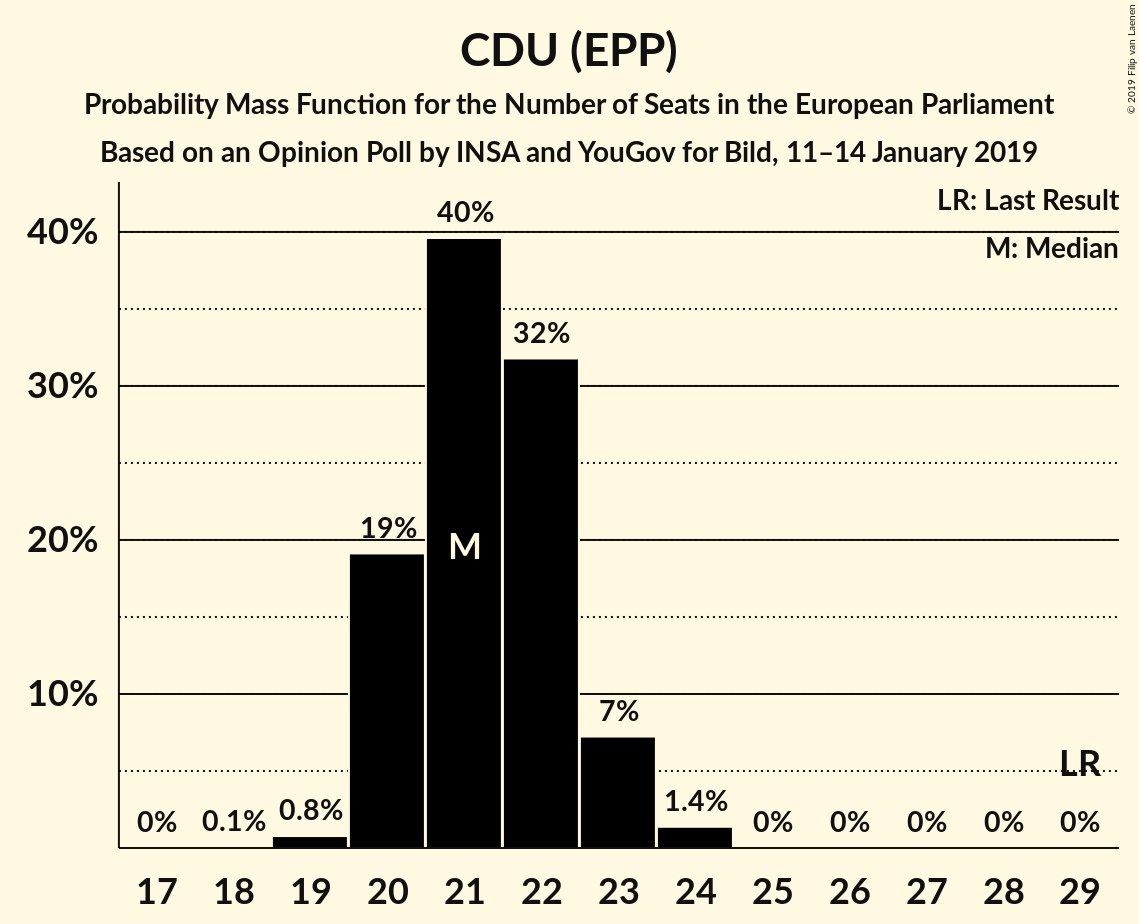 CDU (EPP)
Probability Mass Function for the Number of Seats in the European Parliament
Based on an Opinion Poll by INSA and YouGov for Bild, 11–14 January 2019
© 2019 Filip van Laenen
LR: Last Result
M: Median
40%
30%
20%
10%
0%
0.1%
0.8%
19%
40%
M
32%
7%
1.4%
0%
0%
0%
0%
LR
0%
17 18 19 20 21 22 23 24 25 26 27 28 29